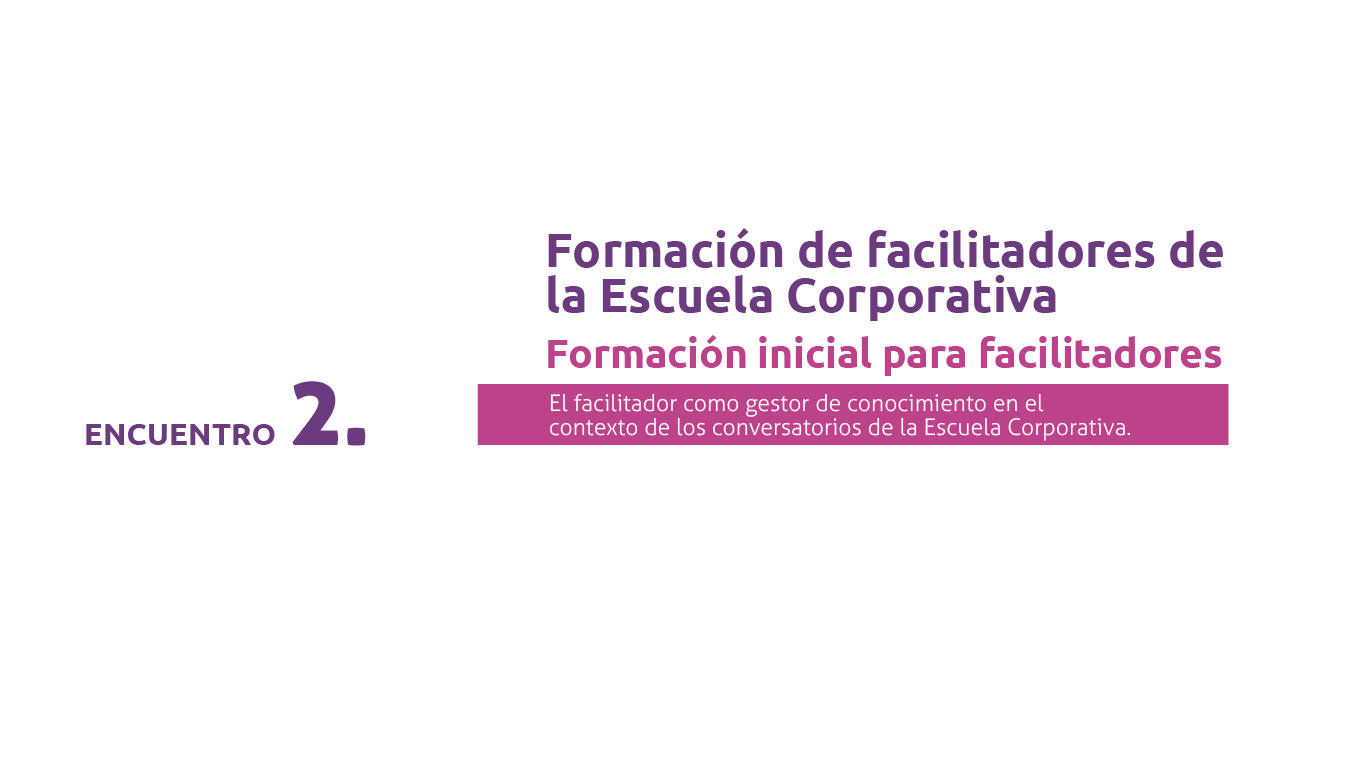 ENCUENTRO 2.
Formación de facilitadores de
la Escuela Corporativa
Formación inicial para facilitadores
El facilitador como gestor de conocimiento en el
contexto de los conversatorios de la Escuela Corporativa.